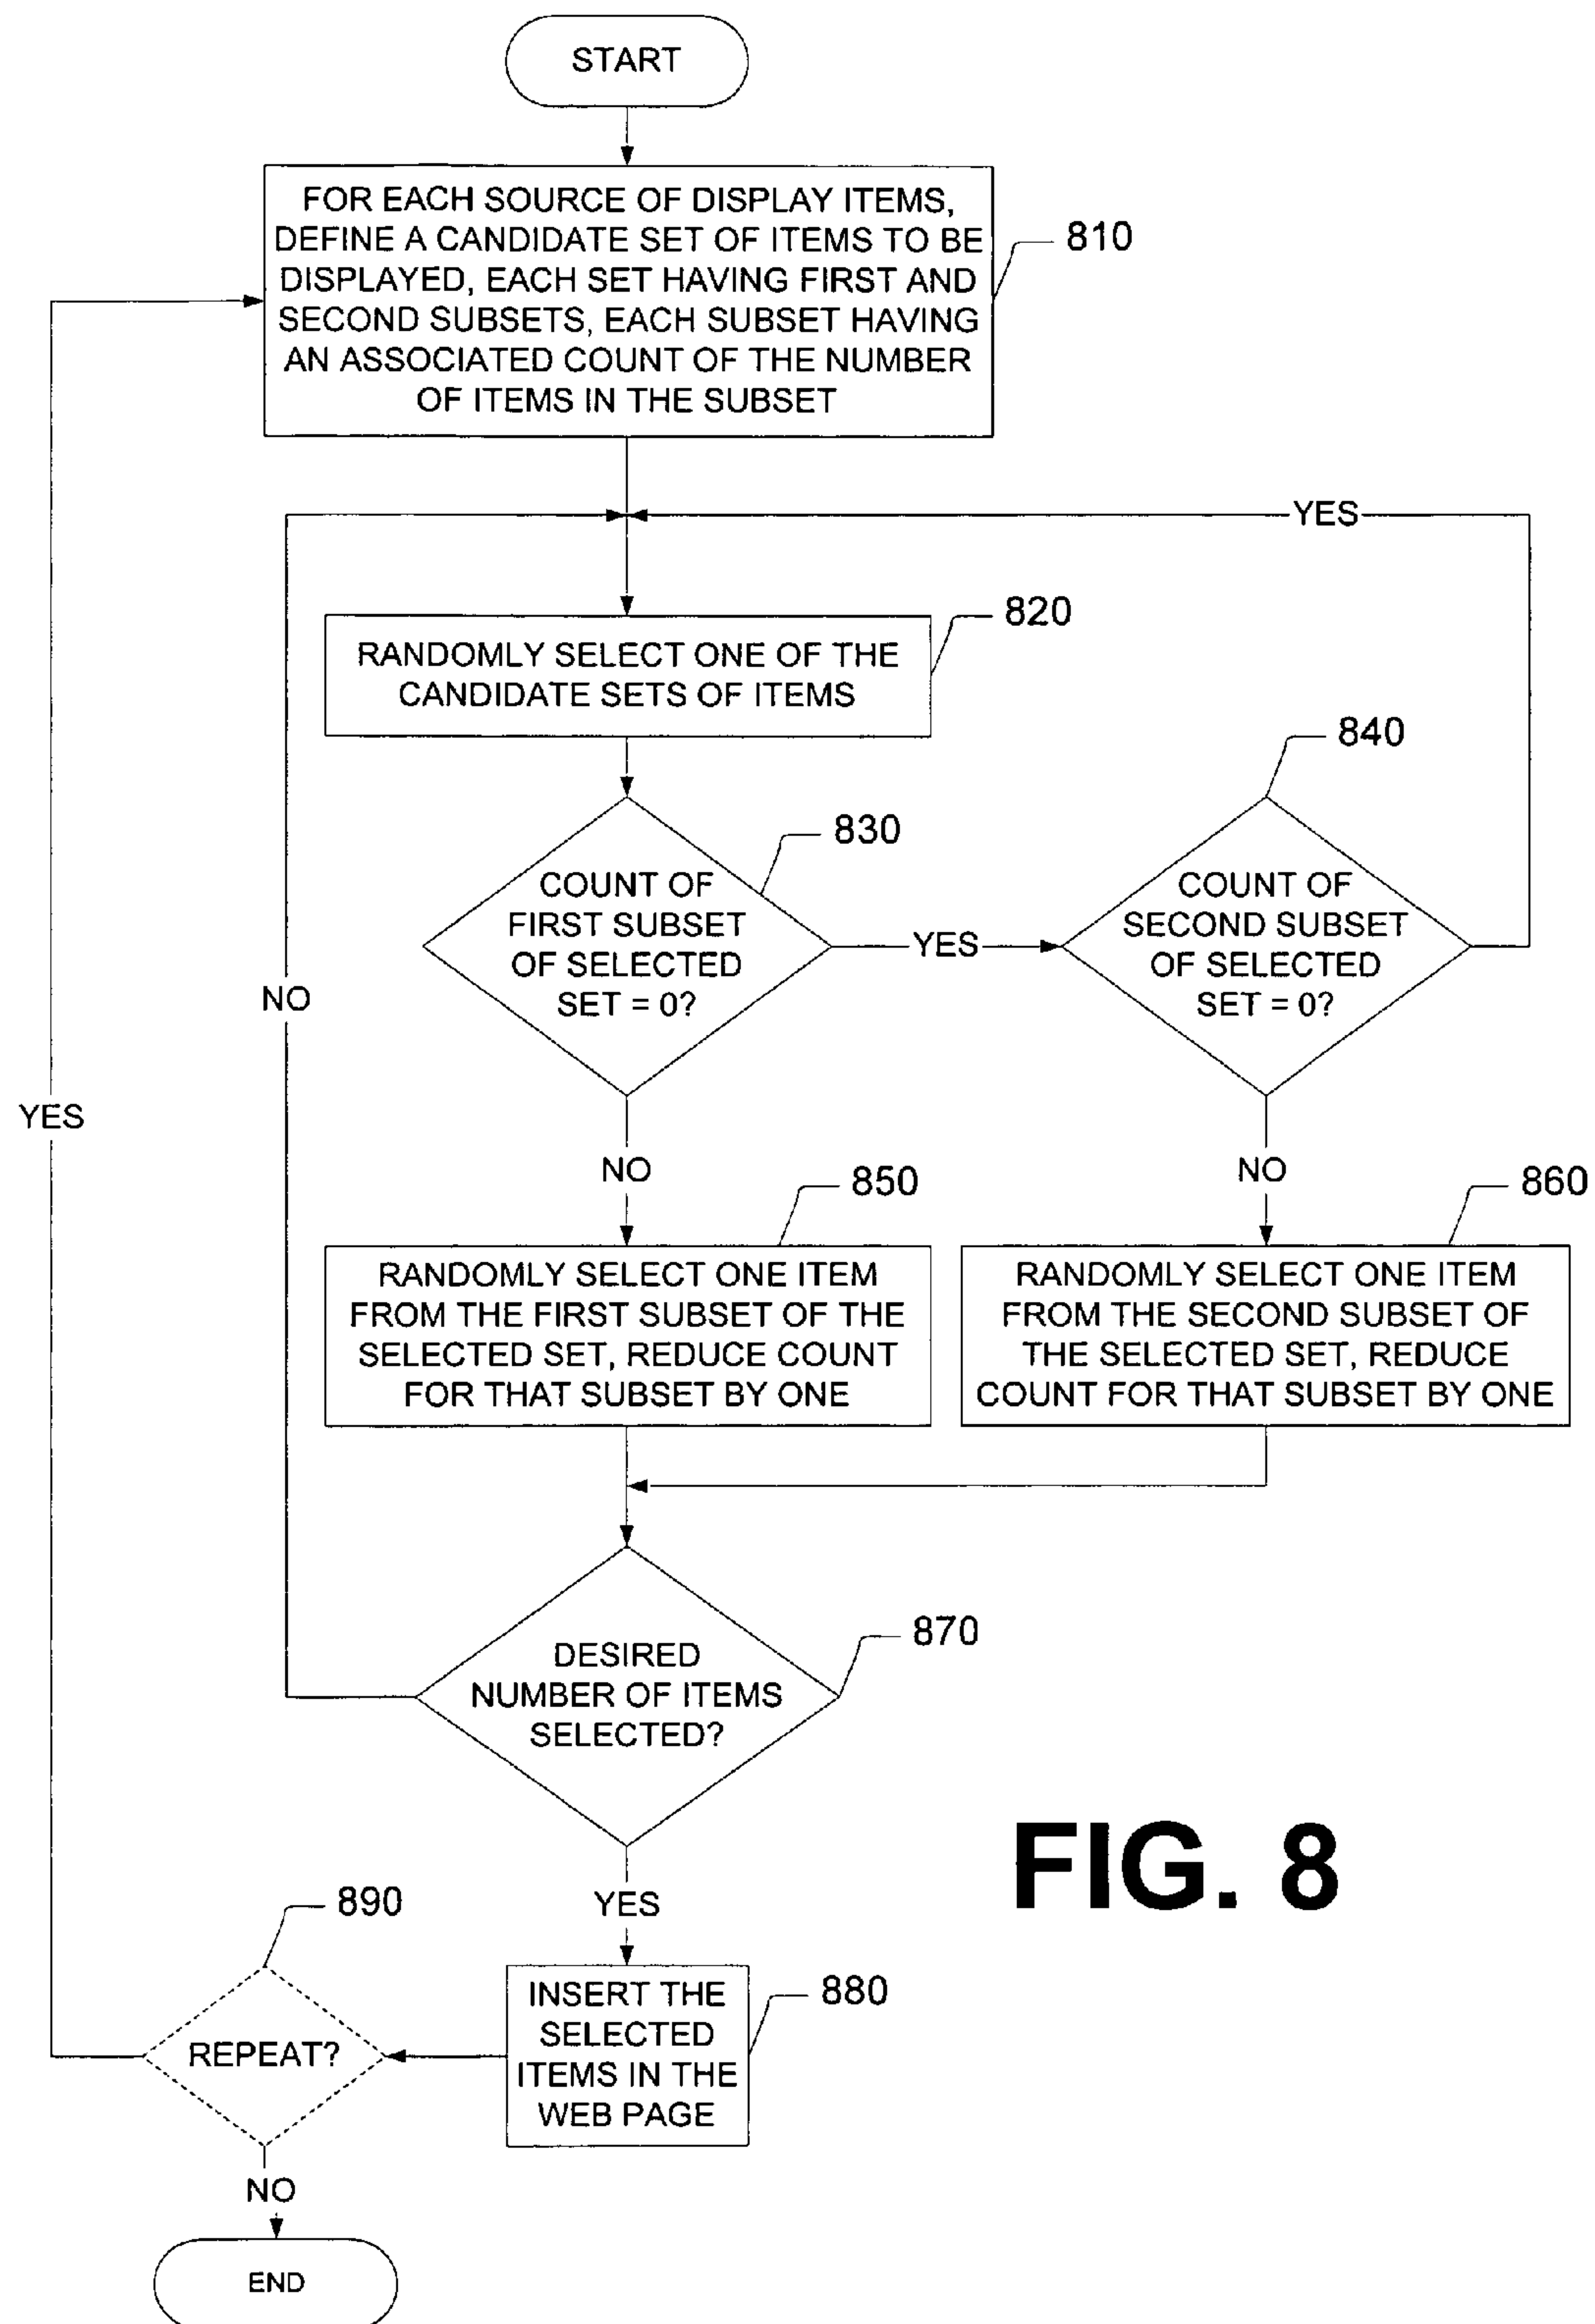 START
FOR EACH SOURCE OF DISPLAY ITEMS,
DEFINE A CANDIDATE SET OF ITEMS TO BE
DISPLAYED, EACH SET HAVING FIRST AND
SECOND SUBSETS, EACH SUBSET HAVING
AN ASSOCIATED COUNT OF THE NUMBER
OF ITEMS IN THE SUBSET
810
YES
RANDOMLY SELECT ONE OF THE
CANDIDATE SETS OF ITEMS
820
COUNT OF
FIRST SUBSET
OF SELECTED
SET = 0?
830
YES
COUNT OF
SECOND SUBSET
OF SELECTED
SET = 0?
840
NO
YES
NO
NO
RANDOMLY SELECT ONE ITEM
FROM THE FIRST SUBSET OF THE
SELECTED SET, REDUCE COUNT
FOR THAT SUBSET BY ONE
850
RANDOMLY SELECT ONE ITEM
FROM THE SECOND SUBSET OF
THE SELECTED SET, REDUCE
COUNT FOR THAT SUBSET BY ONE
860
DESIRED
NUMBER OF ITEMS
SELECTED?
870
YES
FIG. 8
INSERT THE
SELECTED
ITEMS IN THE
WEB PAGE
880
REPEAT?
890
NO
END